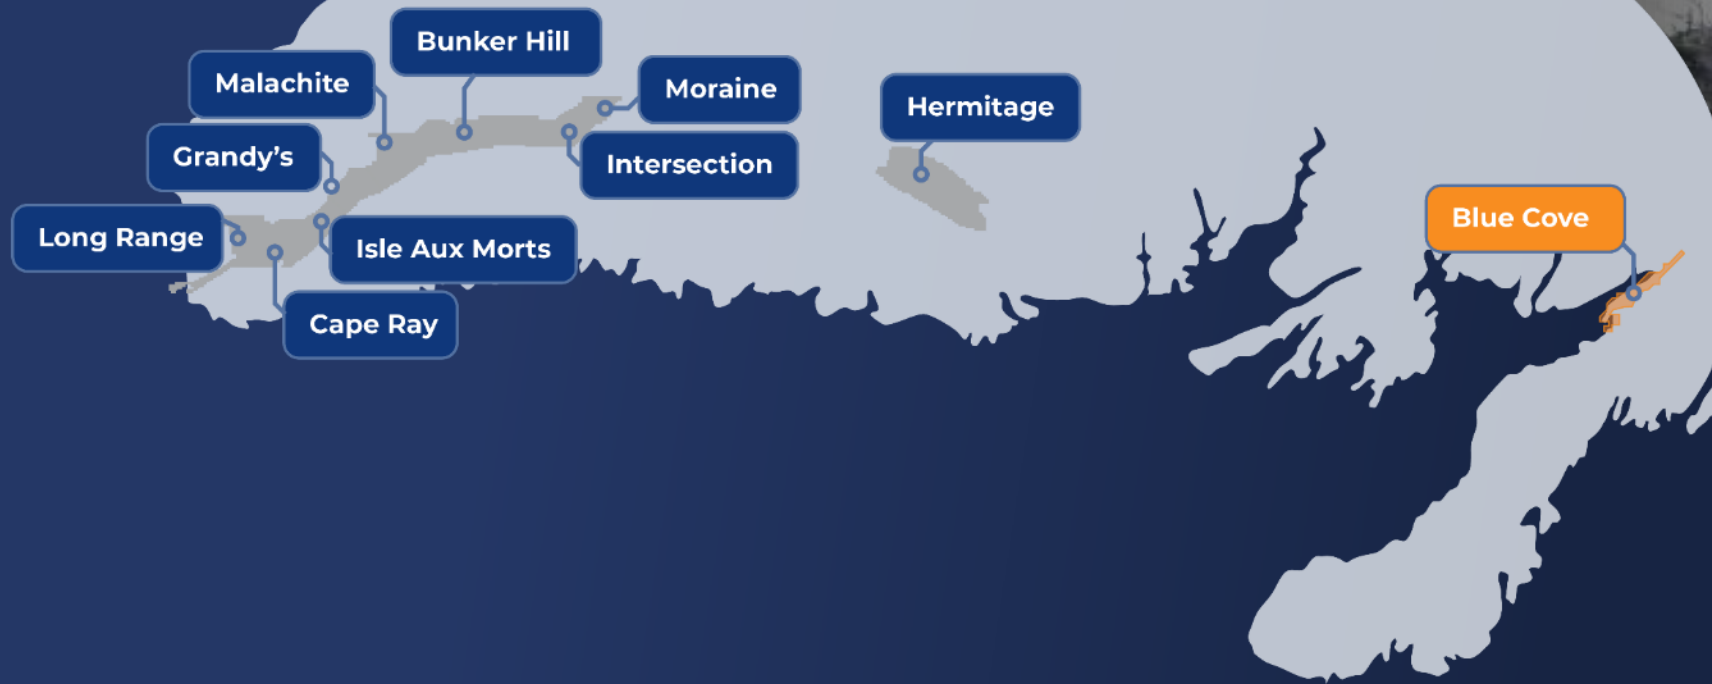 Bunker Hill
Malachite
Moraine
Hermitage
Grandy’s
Intersection
Blue Cove
Long Range
Isle Aux Morts
Cape Ray